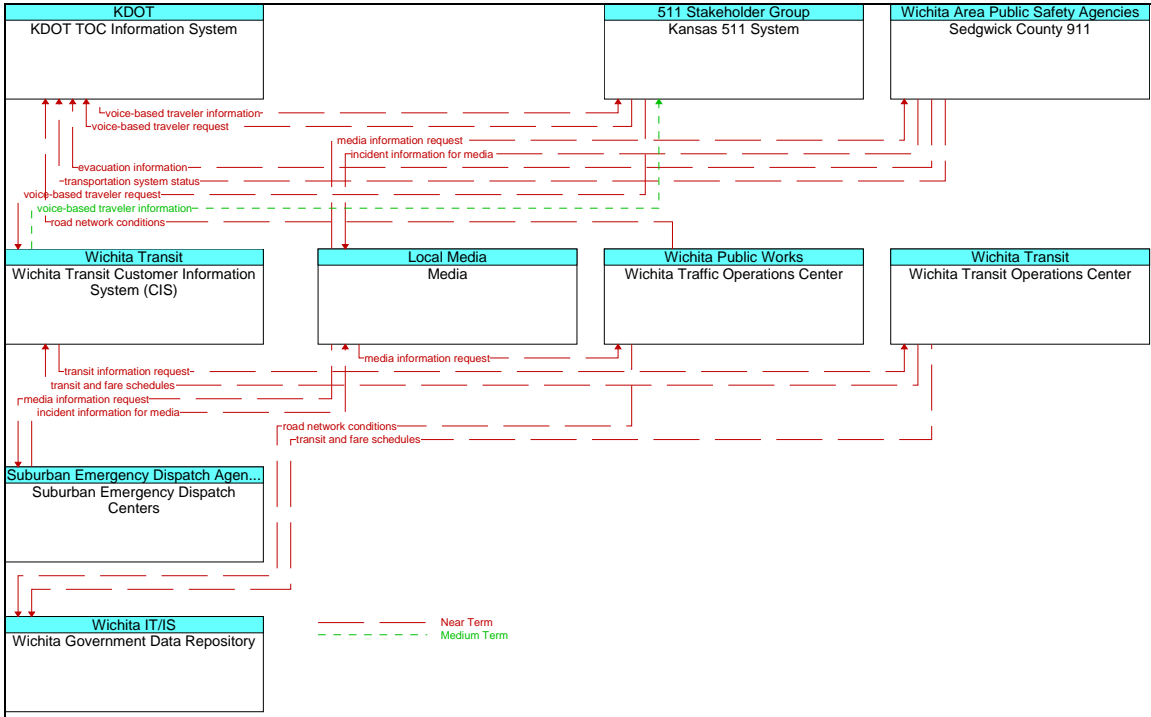 KDOT
KDOT TOC Information System
511 Stakeholder Group
Kansas 511 System
Wichita Area Public Safety Agencies
Sedgwick County 911
voice-based traveler information
voice-based traveler request
media information request
incident information for media
evacuation information
transportation system status
voice-based traveler request
voice-based traveler information
road network conditions
Wichita Transit
Wichita Transit Customer Information
System (CIS)
Local Media
Media
Wichita Public Works
Wichita Traffic Operations Center
Wichita Transit
Wichita Transit Operations Center
media information request
transit information request
transit and fare schedules
media information request
incident information for media
road network conditions
transit and fare schedules
Suburban Emergency Dispatch Agen...
Suburban Emergency Dispatch
Centers
Wichita IT/IS
Wichita Government Data Repository
Near Term
Medium Term